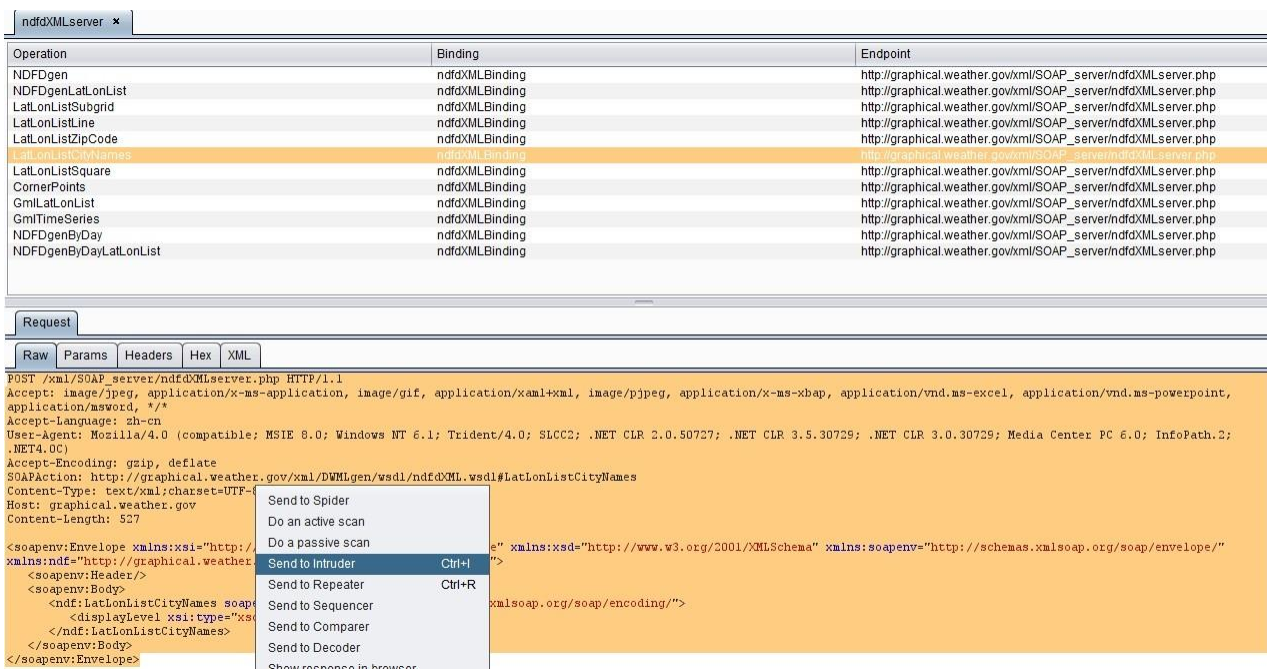 ndfdXMLserver ×
Operation Binding Endpoint
NDFDgen ndfdXMLBinding http://graphical.weather.gov/xml/SOAP_server/ndfdXMLserver.php
NDFDgenLatLonList ndfdXMLBinding http://graphical.weather.gov/xml/SOAP_server/ndfdXMLserver.php
LatLonListSubgrid ndfdXMLBinding http://graphical.weather.gov/xml/SOAP_server/ndfdXMLserver.php
LatLonListLine ndfdXMLBinding http://graphical.weather.gov/xml/SOAP_server/ndfdXMLserver.php
LatLonListZipCode ndfdXMLBinding http://graphical.weather.gov/xml/SOAP_server/ndfdXMLserver.php
LatLonListCityNames ndfdXMLBinding http://graphical.weather.gov/xml/SOAP_server/ndfdXMLserver.php
LatLonListSquare ndfdXMLBinding http://graphical.weather.gov/xml/SOAP_server/ndfdXMLserver.php
CornerPoints ndfdXMLBinding http://graphical.weather.gov/xml/SOAP_server/ndfdXMLserver.php
GmlLatLonList ndfdXMLBinding http://graphical.weather.gov/xml/SOAP_server/ndfdXMLserver.php
GmlTimeSeries ndfdXMLBinding http://graphical.weather.gov/xml/SOAP_server/ndfdXMLserver.php
NDFDgenByDay ndfdXMLBinding http://graphical.weather.gov/xml/SOAP_server/ndfdXMLserver.php
NDFDgenByDayLatLonList ndfdXMLBinding http://graphical.weather.gov/xml/SOAP_server/ndfdXMLserver.php
Request
Raw Params Headers Hex XML
POST /xml/SOAP_server/ndfdXMLserver.php HTTP/1.1
Accept: image/jpeg, application/x-ms-application, image/gif, application/xaml+xml, image/pjpeg, application/x-ms-xbap, application/vnd.ms-excel, application/vnd.ms-powerpoint,
application/msword, */*
Accept-Language: zh-cn
User-Agent: Mozilla/4.0 (compatible; MSIE 8.0; Windows NT 6.1; Trident/4.0; SLCC2; .NET CLR 2.0.50727; .NET CLR 3.5.30729; .NET CLR 3.0.30729; Media Center PC 6.0; InfoPath.2;
.NET4.0C)
Accept-Encoding: gzip, deflate
SOAPAction: http://graphical.weather.gov/xml/DWMLgen/wsdl/ndfdXML.wsdl#LatLonListCityNames
Content-Type: text/xml;charset=UTF-8
Host: graphical.weather.gov
Content-Length: 527
<soapenv:Envelope xmlns:xsi="http:/ e" xmlns:xsd="http://www.w3.org/2001/XMLSchema" xmlns:soapenv="http://schemas.xmlsoap.org/soap/envelope/"
xmlns:ndf="http://graphical.weather. ">
<soapenv:Header/>
<soapenv:Body>
<ndf:LatLonListCityNames soape xmlsoap.org/soap/encoding/">
<displayLevel xsi:type="xs
</ndf:LatLonListCityNames>
</soapenv:Body>
</soapenv:Envelope>
Send to Spider
Do an active scan
Do a passive scan
Send to Intruder Ctrl+I
Send to Repeater Ctrl+R
Send to Sequencer
Send to Comparer
Send to Decoder
Show response in browser